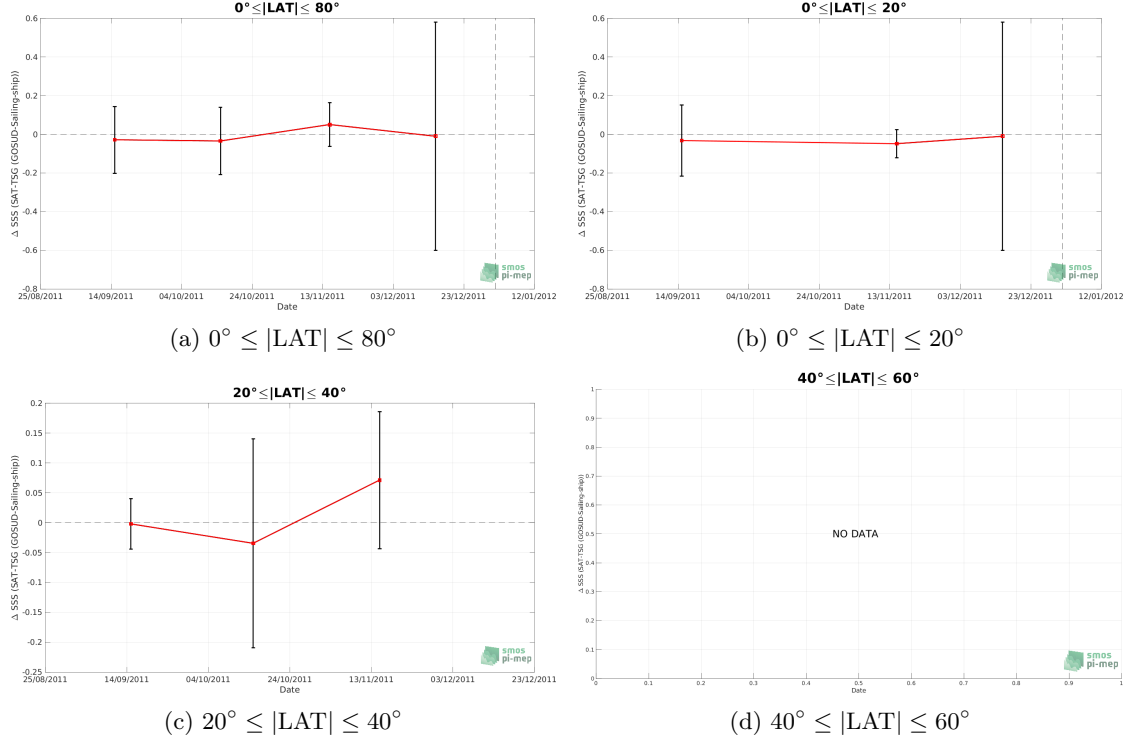 0°≤|LAT|≤ 80°
0.6
0.4
0.2
0
-0.2
-0.4
-0.6
-0.8
Δ SSS (SAT-TSG (GOSUD-Sailing-ship))
25/08/2011 14/09/2011 04/10/2011 24/10/2011 13/11/2011 03/12/2011 23/12/2011 12/01/2012
Date
smos
pi-mep
(a) 0° ≤ |LAT| ≤ 80°
0°≤|LAT|≤ 20°
0.6
0.4
0.2
0
-0.2
-0.4
-0.6
-0.8
Δ SSS (SAT-TSG (GOSUD-Sailing-ship))
25/08/2011 14/09/2011 04/10/2011 24/10/2011 13/11/2011 03/12/2011 23/12/2011 12/01/2012
Date
smos
pi-mep
(b) 0° ≤ |LAT| ≤ 20°
20°≤|LAT|≤ 40°
0.2
0.15
0.1
0.05
0
-0.05
-0.1
-0.15
-0.2
-0.25
Δ SSS (SAT-TSG (GOSUD-Sailing-ship))
25/08/2011 14/09/2011 04/10/2011 24/10/2011 13/11/2011 03/12/2011 23/12/2011
Date
smos
pi-mep
(c) 20° ≤ |LAT| ≤ 40°
40°≤|LAT|≤ 60°
1
0.9
0.8
0.7
0.6
0.5
0.4
0.3
0.2
0.1
0
Δ SSS (SAT-TSG (GOSUD-Sailing-ship))
NO DATA
0 0.1 0.2 0.3 0.4 0.5 0.6 0.7 0.8 0.9 1
Date
smos
pi-mep
(d) 40° ≤ |LAT| ≤ 60°